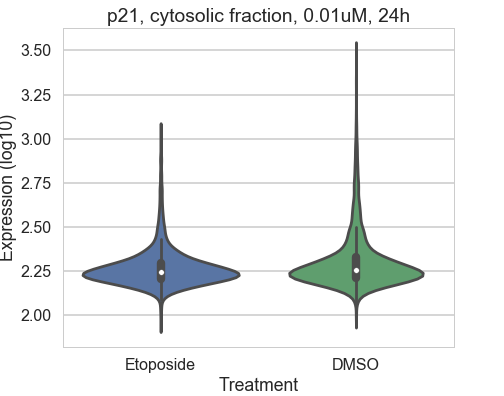 p21, cytosolic fraction, 0.01uM, 24h
Expression (log10)
3.50
3.25
3.00
2.75
2.50
2.25
2.00
Etoposide DMSO
Treatment